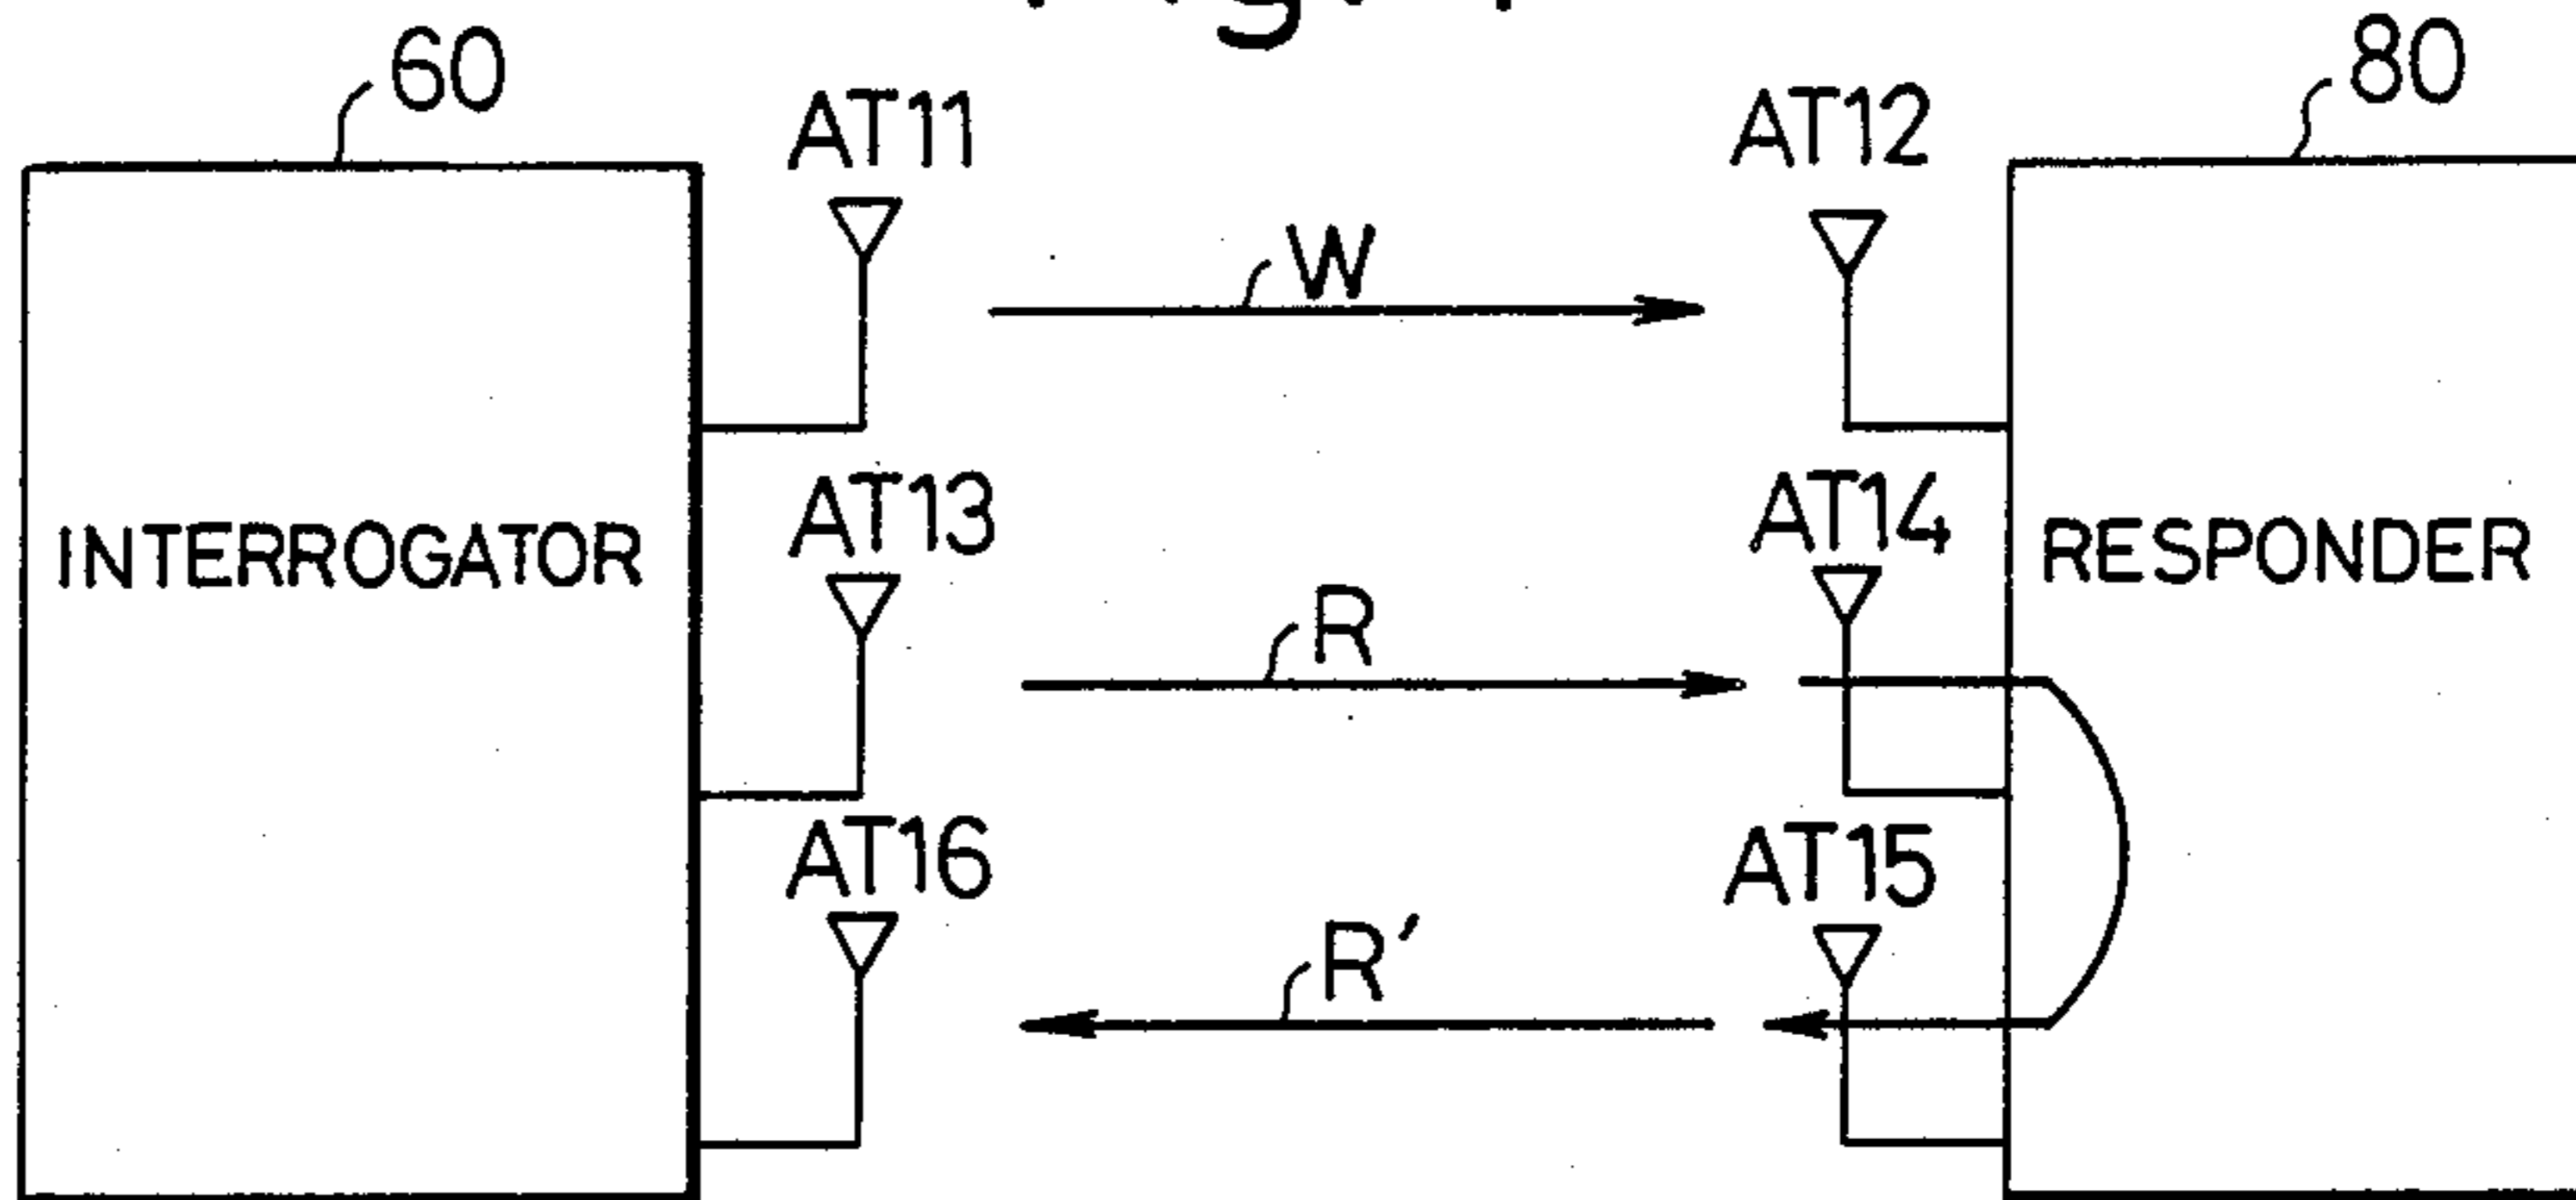 60
80
AT11
AT12
W
INTERROGATOR
AT13
AT14
RESPONDER
R
AT16
AT15
R'